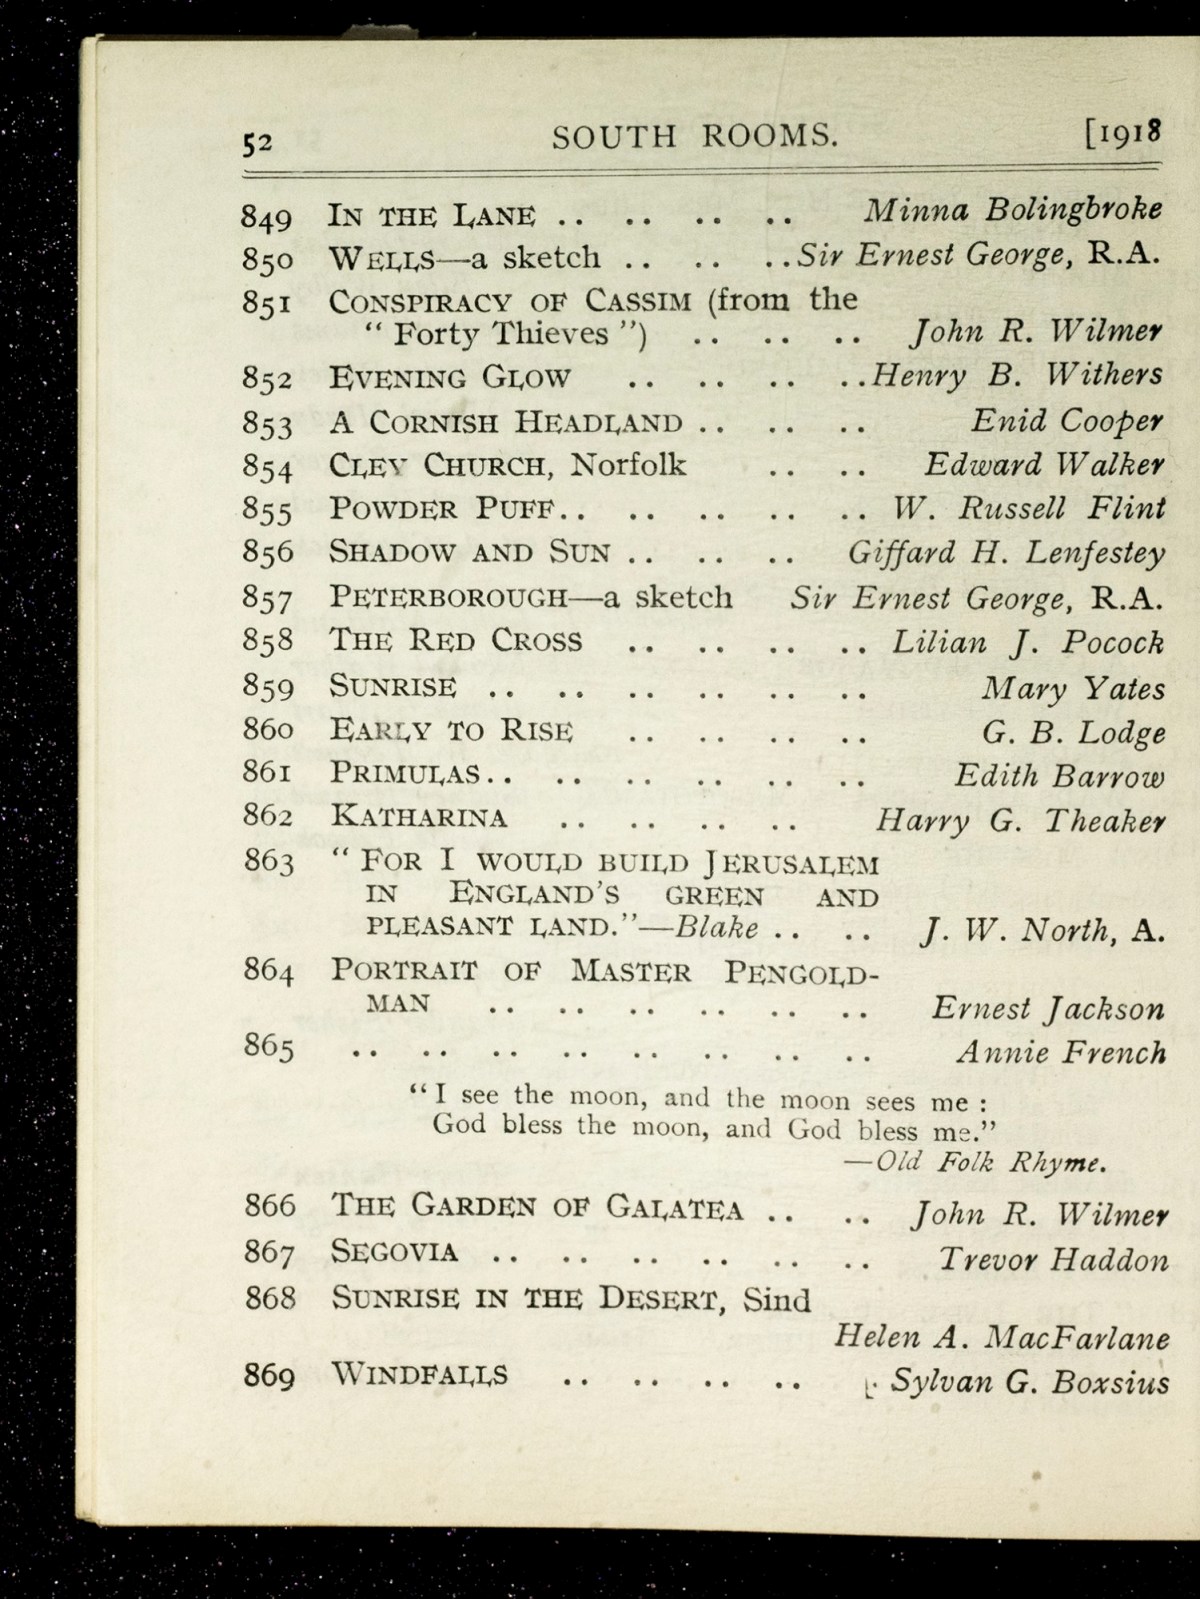 52 SOUTH ROOMS. [1918
849 IN THE LANE .. .. .. .. Minna Bolingbroke
850 WELLS—a sketch .. .. .. Sir Ernest George, R.A.
851 CONSPIRACY OF CASSIM (from the
“ Forty Thieves ”) .. .. .. John R. Wilmer
852 EVENING GLOW .. .. .. .. Henry B. Withers
853 A CORNISH HEADLAND .. .. .. Enid Cooper
854 CLEY CHURCH, Norfolk .. .. Edward Walker
855 POWDER PUFF .. .. .. .. .. W. Russell Flint
856 SHADOW AND SUN .. .. .. Giffard H. Lenfestey
857 PETERBOROUGH—a sketch Sir Ernest George, R.A.
858 THE RED CROSS .. .. .. .. Lilian J. Pocock
859 SUNRISE .. .. .. .. .. .. Mary Yates
860 EARLY TO RISE .. .. .. .. G. B. Lodge
861 PRIMULAS .. .. .. .. .. .. Edith Barrow
862 KATHARINA .. .. .. .. Harry G. Theaker
863 “ FOR I WOULD BUILD JERUSALEM
IN ENGLAND’S GREEN AND
PLEASANT LAND.”—Blake .. .. J. W. North, A.
864 PORTRAIT OF MASTER PENGOLD-
MAN .. .. .. .. .. .. Ernest Jackson
865 .. .. .. .. .. .. .. .. Annie French
“ I see the moon, and the moon sees me :
God bless the moon, and God bless me.”
—Old Folk Rhyme.
866 THE GARDEN OF GALATEA .. .. John R. Wilmer
867 SEGOVIA .. .. .. .. .. .. Trevor Haddon
868 SUNRISE IN THE DESERT, Sind
Helen A. MacFarlane
869 WINDFALLS .. .. .. .. . Sylvan G. Boxsius